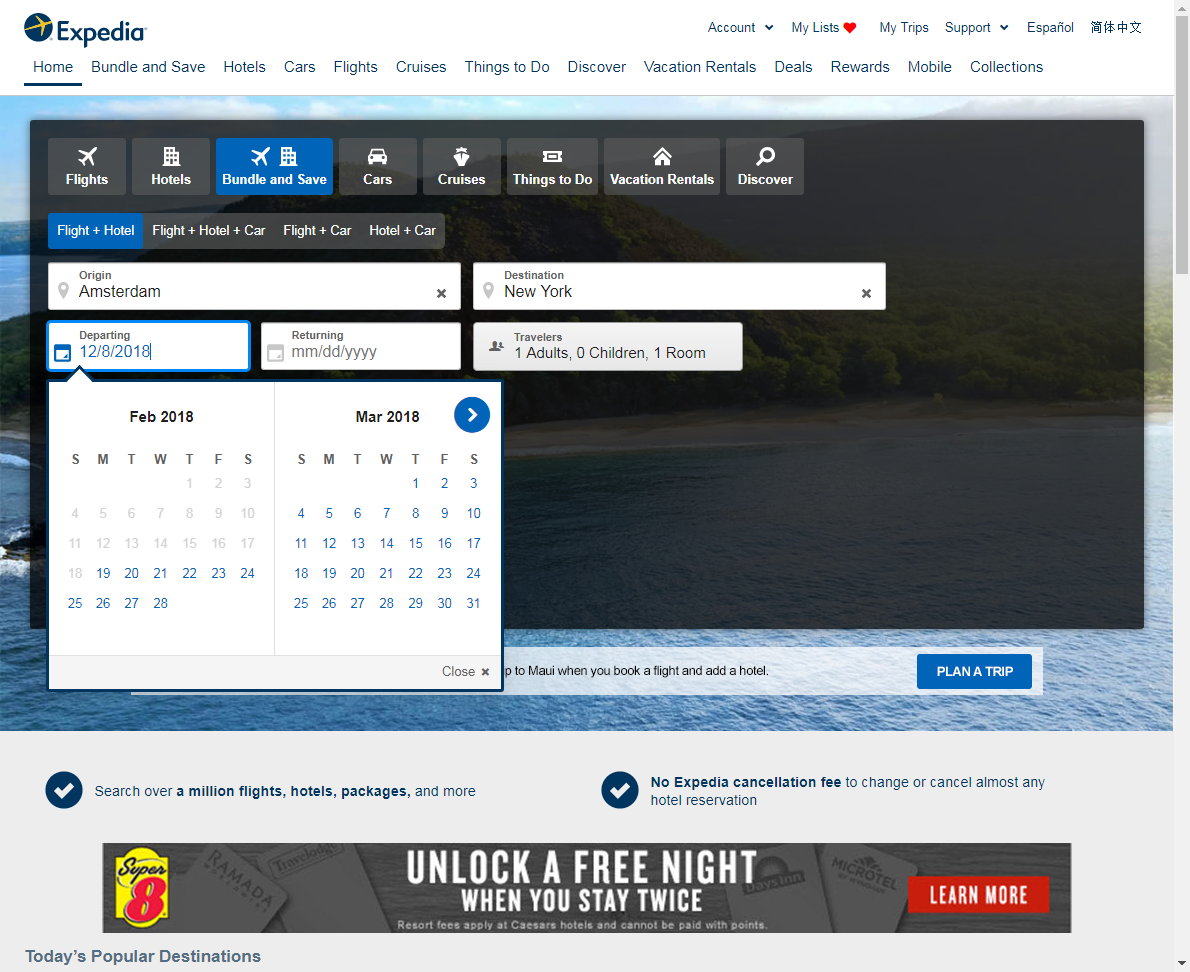 Expedia
Account My Lists My Trips Support Español 简体中文
Home Bundle and Save Hotels Cars Flights Cruises Things to Do Discover Vacation Rentals Deals Rewards Mobile Collections
Flights Hotels Bundle and Save Cars Cruises Things to Do Vacation Rentals Discover
Flight + Hotel Flight + Hotel + Car Flight + Car Hotel + Car
Origin
Amsterdam
Destination
New York
Departing
12/8/2018
Returning
mm/dd/yyyy
Travelers
1 Adults, 0 Children, 1 Room
Feb 2018
S M T W T F S
1 2 3
4 5 6 7 8 9 10
11 12 13 14 15 16 17
18 19 20 21 22 23 24
25 26 27 28
Mar 2018
S M T W T F S
1 2 3
4 5 6 7 8 9 10
11 12 13 14 15 16 17
18 19 20 21 22 23 24
25 26 27 28 29 30 31
Close
to Maui when you book a flight and add a hotel.
PLAN A TRIP
Search over a million flights, hotels, packages, and more
No Expedia cancellation fee to change or cancel almost any
hotel reservation
Super
8
RAMADA
Travelodge
UNLOCK A FREE NIGHT
WHEN YOU STAY TWICE
Resort fees apply at Caesars hotels and cannot be paid with points.
Days Inn
MICROTEL
LEARN MORE
Today's Popular Destinations